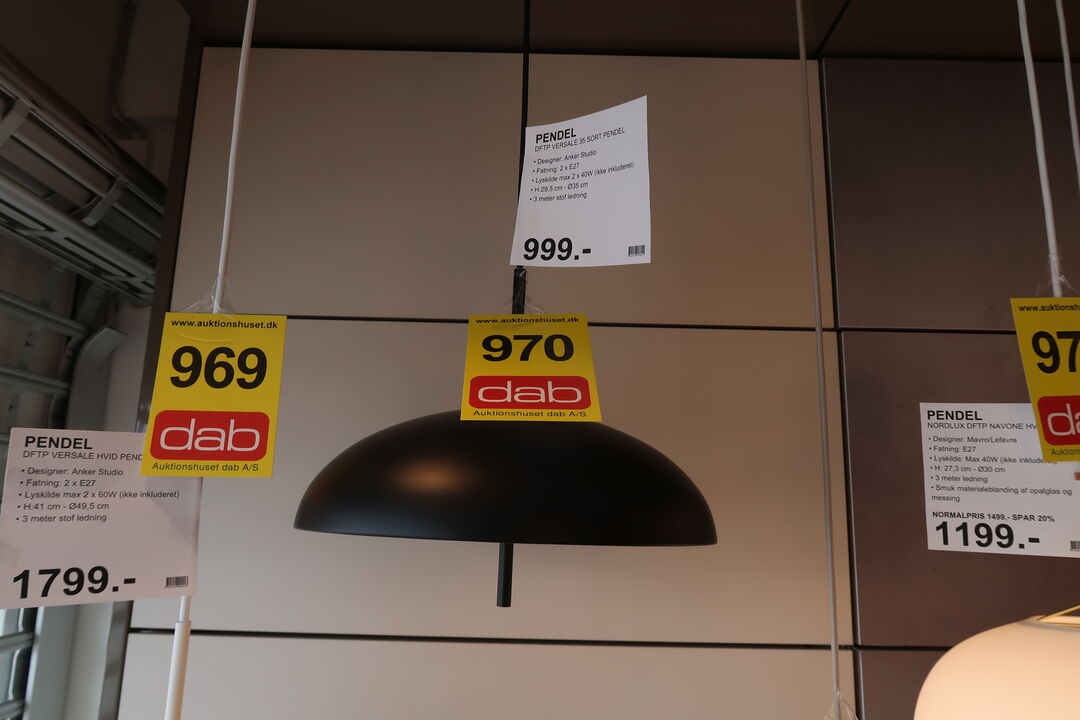 PENDEL
DFTP VERSALE 35 SORT PENDEL
• Designer: Anker Studio
• Fatning: 2 x E27
• Lyskilde max 2 x 40W (ikke inkluderet)
• H:29,5 cm - Ø35 cm
• 3 meter stof ledning
999.-
www.auktionshuset.dk
969
dab
Auktionshuset dab A/S
www.auktionshuset.dk
970
dab
Auktionshuset dab A/S
PENDEL
DFTP VERSALE HVID PEND
• Designer: Anker Studio
• Fatning: 2 x E27
• Lyskilde max 2 x 60W (ikke inkluderet)
• H:41 cm - Ø49,5 cm
• 3 meter stof ledning
1799.-
www.auktionshus
97
da
Auktion
PENDEL
NORDLUX DFTP NAVONE HV
• Designer: Mavro/Lefèvre
• Fatning: E27
• Lyskilde: Max 40W (ikke inklude
• H: 27,3 cm - Ø30 cm
• 3 meter ledning
• Smuk materialeblanding af opalglas og
messing
NORMALPRIS 1499,- SPAR 20%
1199.-